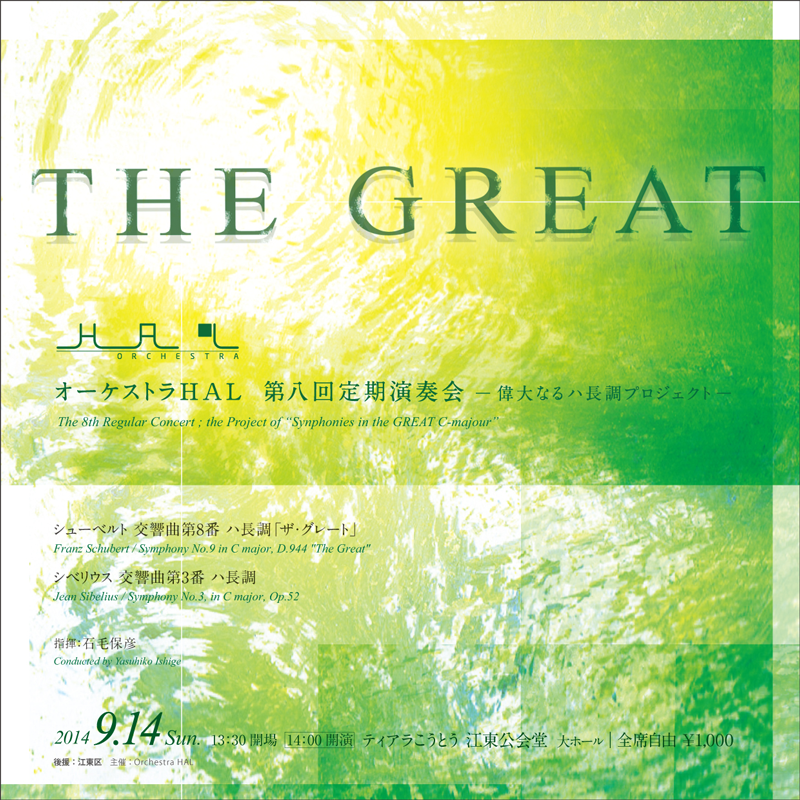 THE GREAT
HAL
ORCHESTRA
オーケストラHAL 第八回定期演奏会 ─ 偉大なるハ長調プロジェクト ─
The 8th Regular Concert ; the Project of “Synphonies in the GREAT C-majour”
シューベルト 交響曲第8番 ハ長調「ザ・グレート」
Franz Schubert / Symphony No.9 in C major, D.944 "The Great"
シベリウス 交響曲第3番 ハ長調
Jean Sibelius / Symphony No.3, in C major, Op.52
指揮:石毛保彦
Conducted by Yasuhiko Ishige
2014 9.14 Sun. 13:30 開場 14:00 開演 ティアラこうとう 江東公会堂 大ホール | 全席自由 ¥1,000
後援:江東区 主催:Orchestra HAL